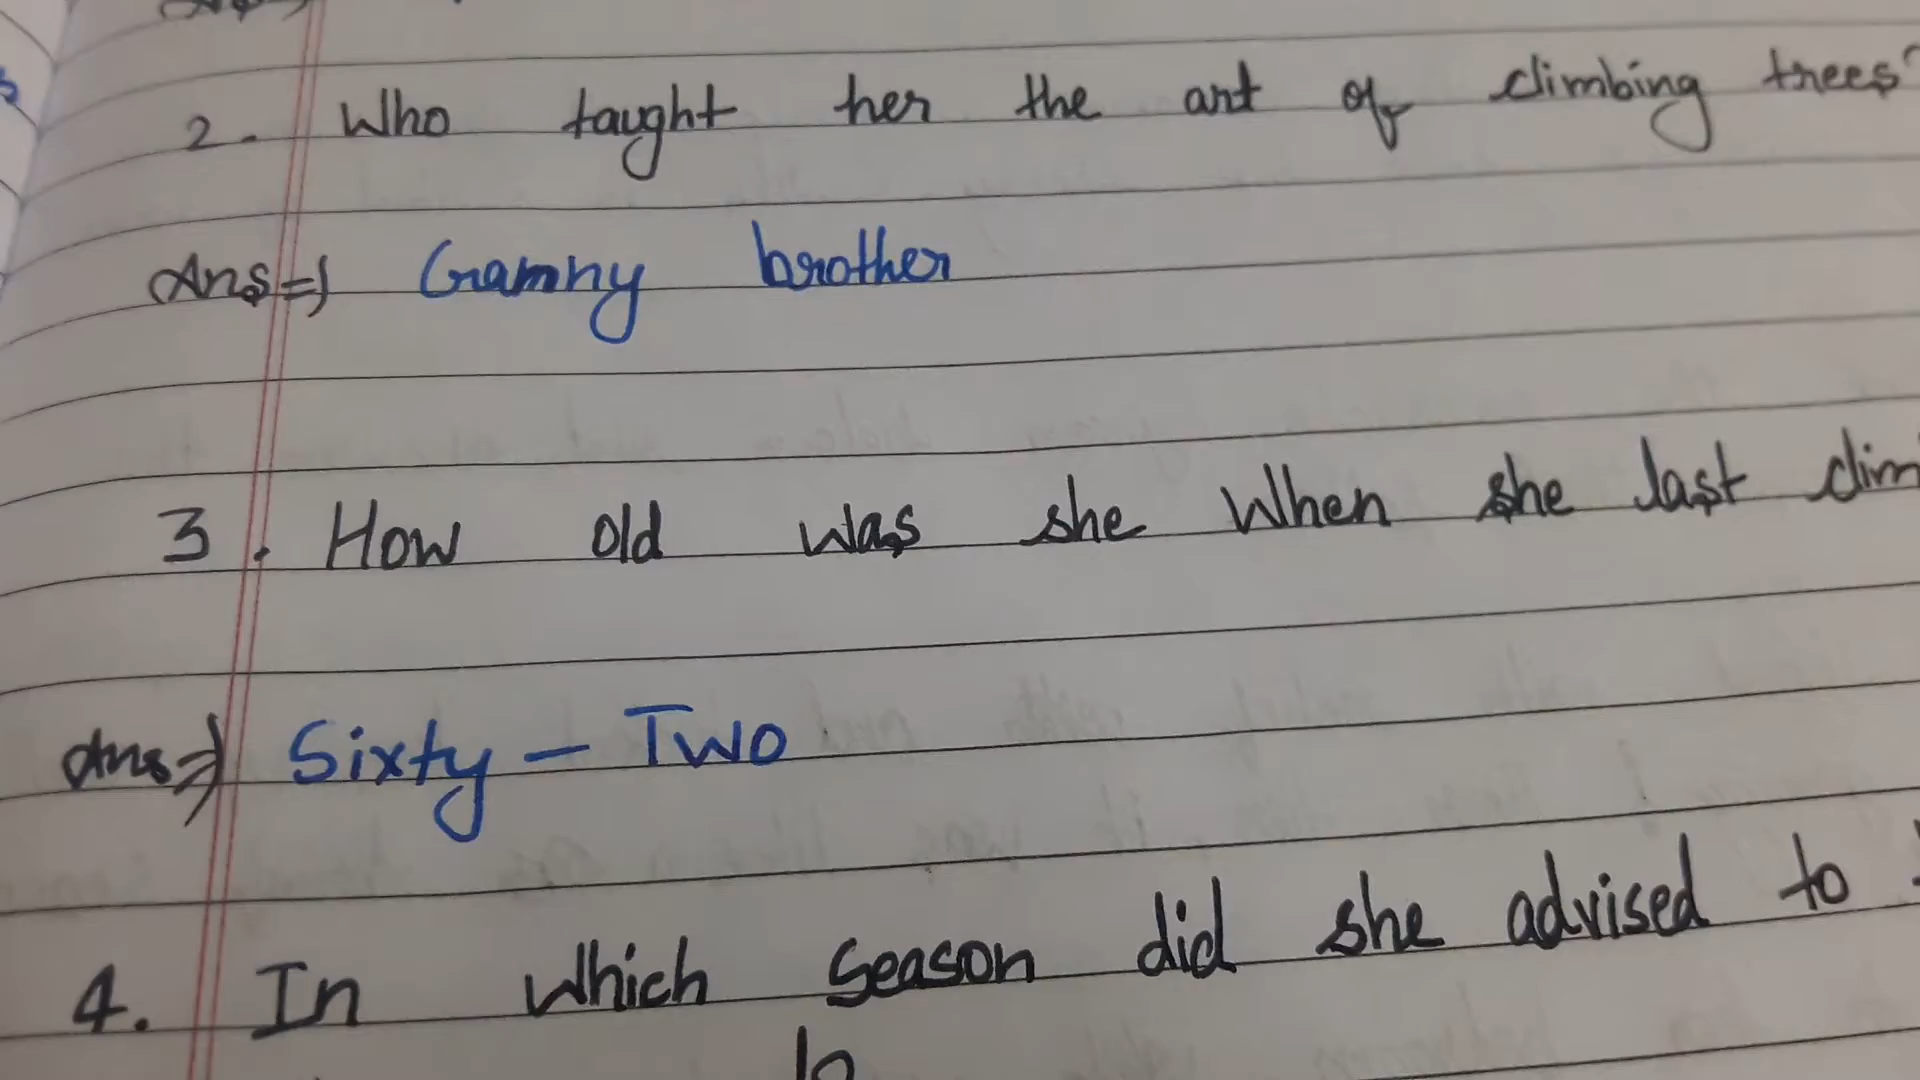 2. Who taught her the art of climbing trees?
Ans⇒ Granny brother
3. How old was she When she last clim
Ans⇒ Sixty - Two
4. In which season did she advised to